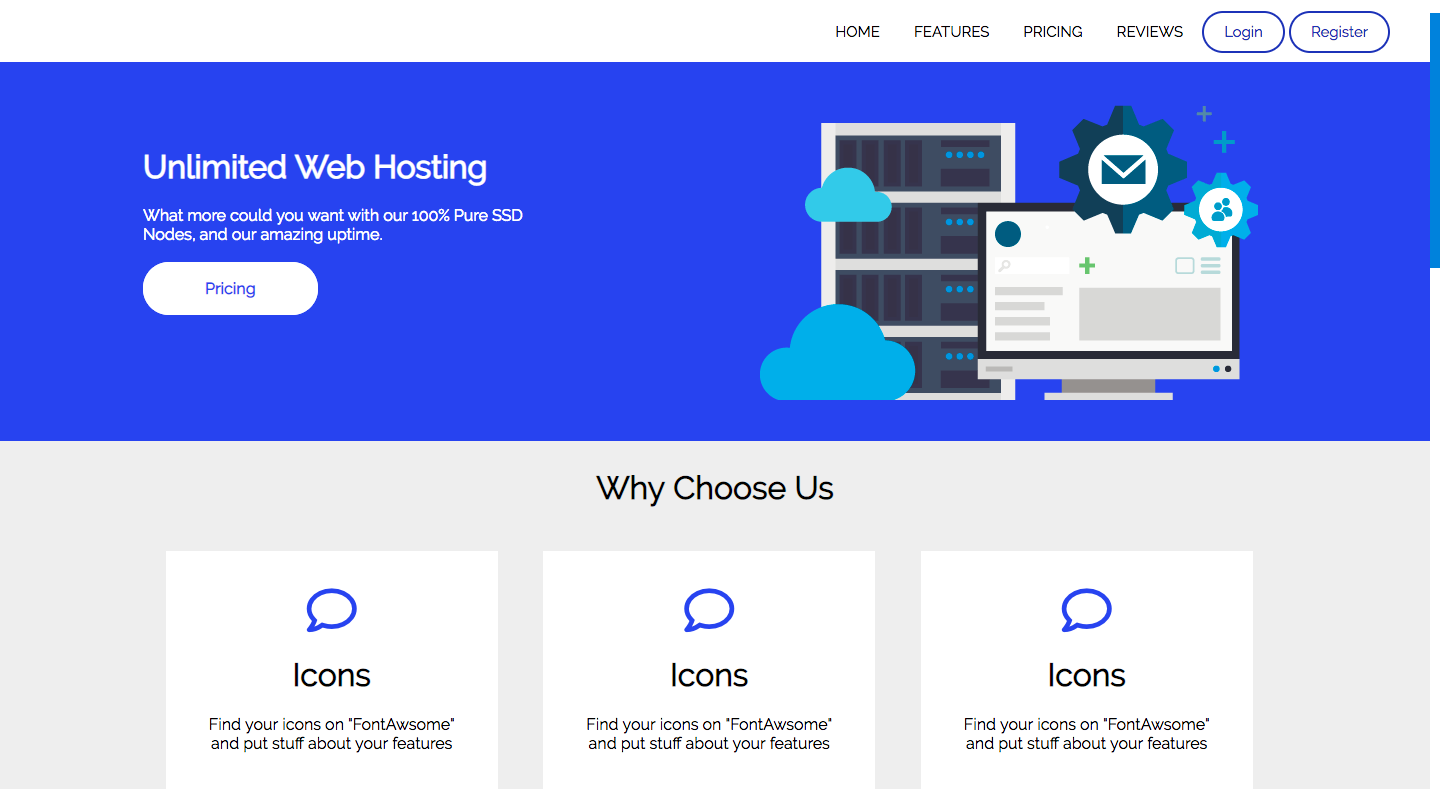 HOME FEATURES PRICING REVIEWS Login Register
Unlimited Web Hosting
What more could you want with our 100% Pure SSD
Nodes, and our amazing uptime.
Pricing
Why Choose Us
Icons
Find your icons on "FontAwsome"
and put stuff about your features
Icons
Find your icons on "FontAwsome"
and put stuff about your features
Icons
Find your icons on "FontAwsome"
and put stuff about your features